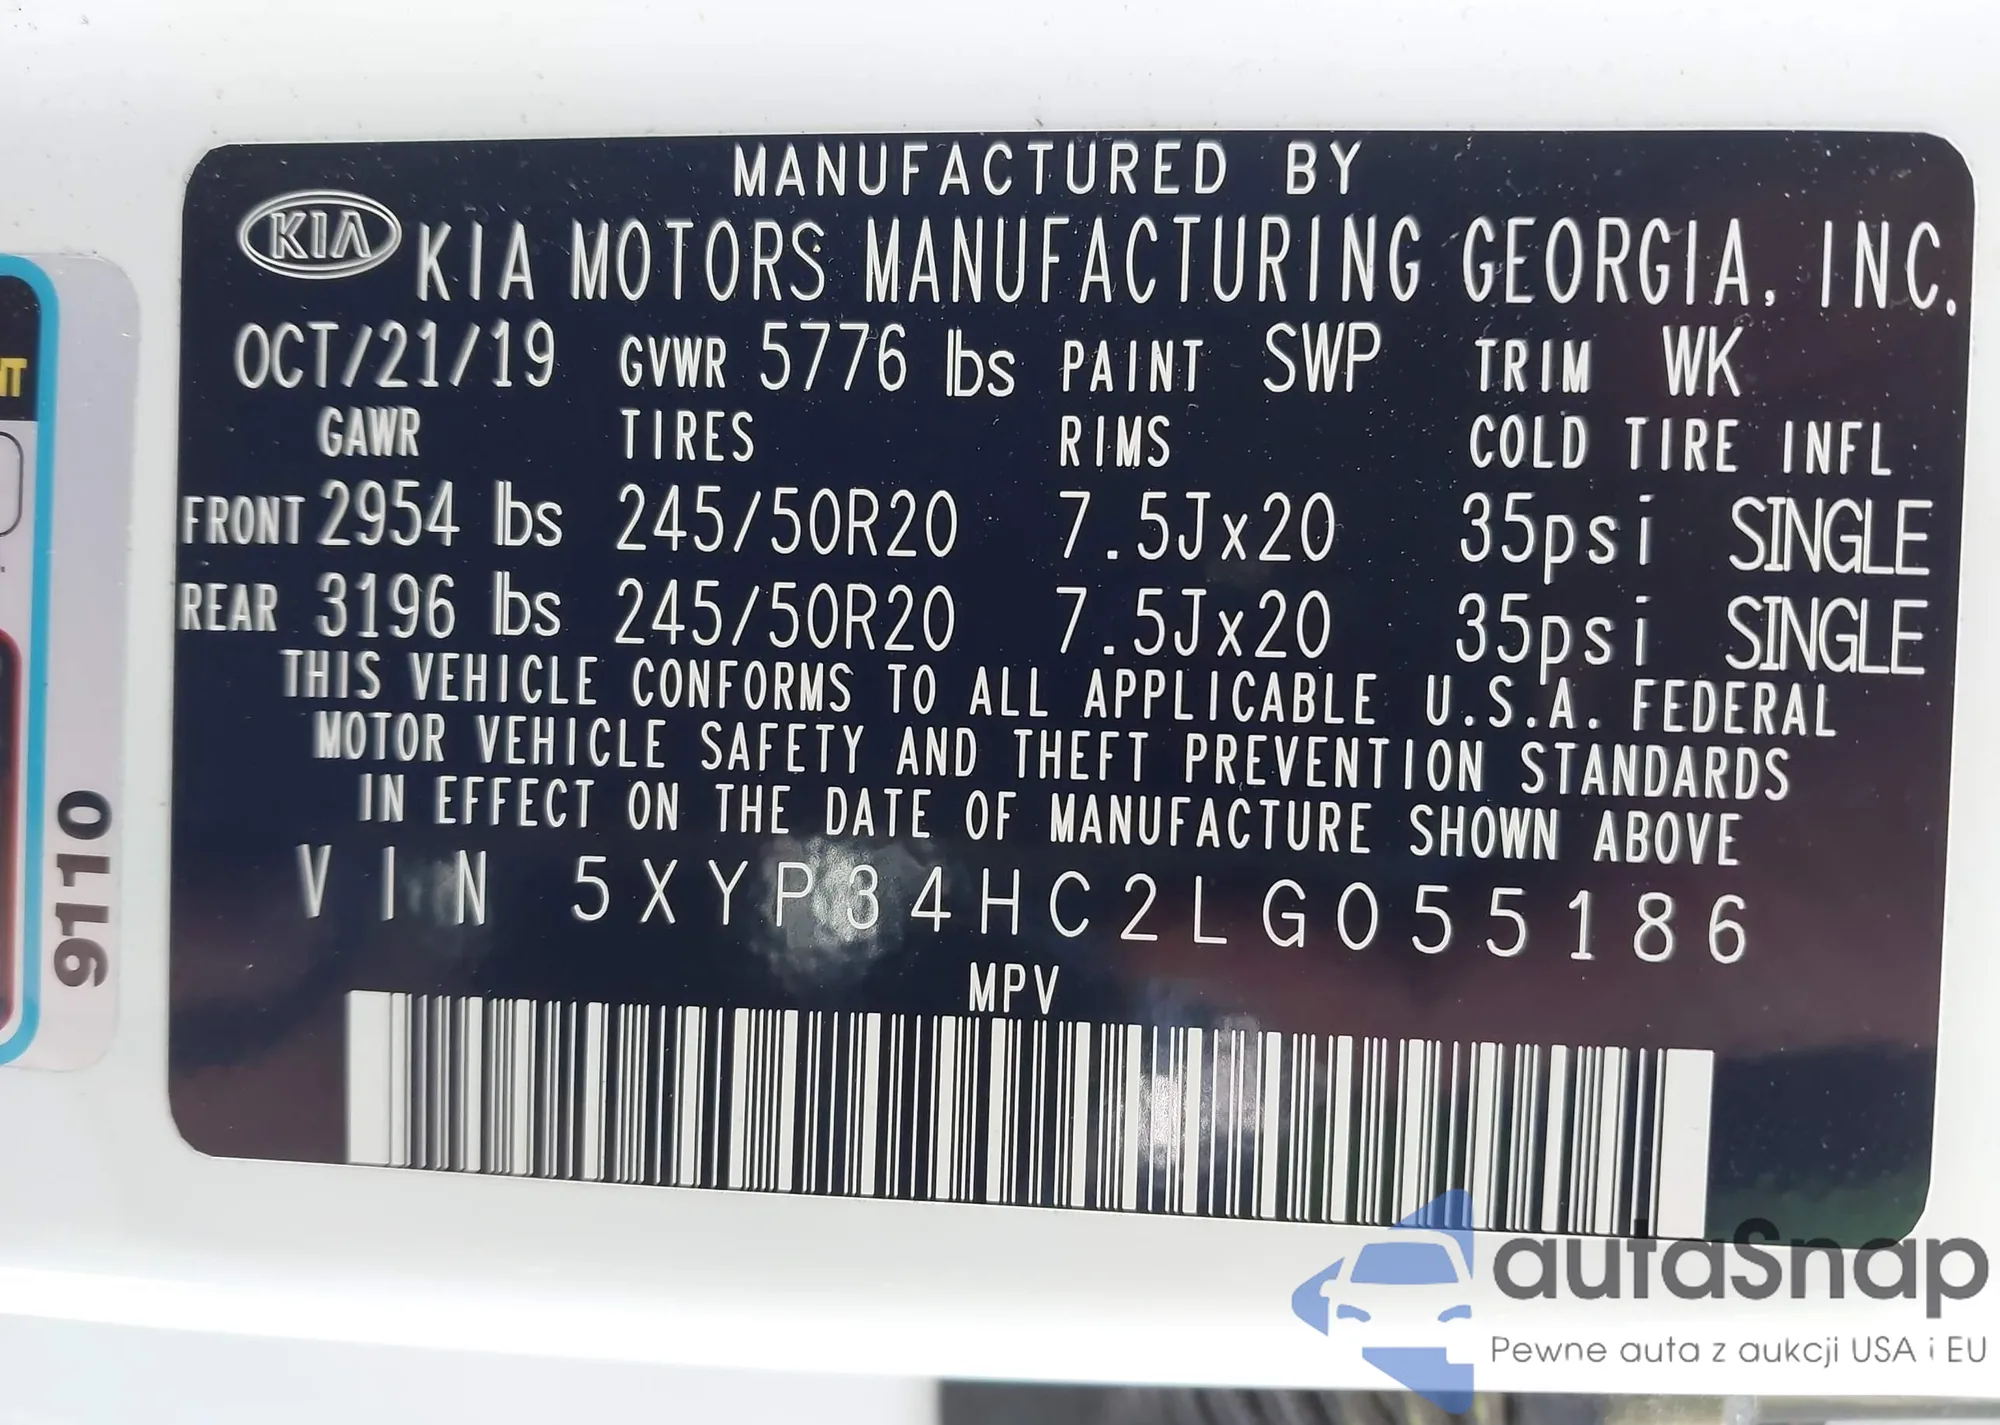 MANUFACTURED BY
KIA KIA MOTORS MANUFACTURING GEORGIA, INC.
OCT/21/19 GVWR 5776 lbs PAINT SWP TRIM WK
GAWR TIRES RIMS COLD TIRE INFL.
FRONT 2954 lbs 245/50R20 7.5Jx20 35psi SINGLE
REAR 3196 lbs 245/50R20 7.5Jx20 35psi SINGLE
THIS VEHICLE CONFORMS TO ALL APPLICABLE U.S.A. FEDERAL
MOTOR VEHICLE SAFETY AND THEFT PREVENTION STANDARDS
IN EFFECT ON THE DATE OF MANUFACTURE SHOWN ABOVE
VIN 5XYP34HC2LG055186
MPV
9110
autaSnap
Pewne auta z aukcji USA i EU